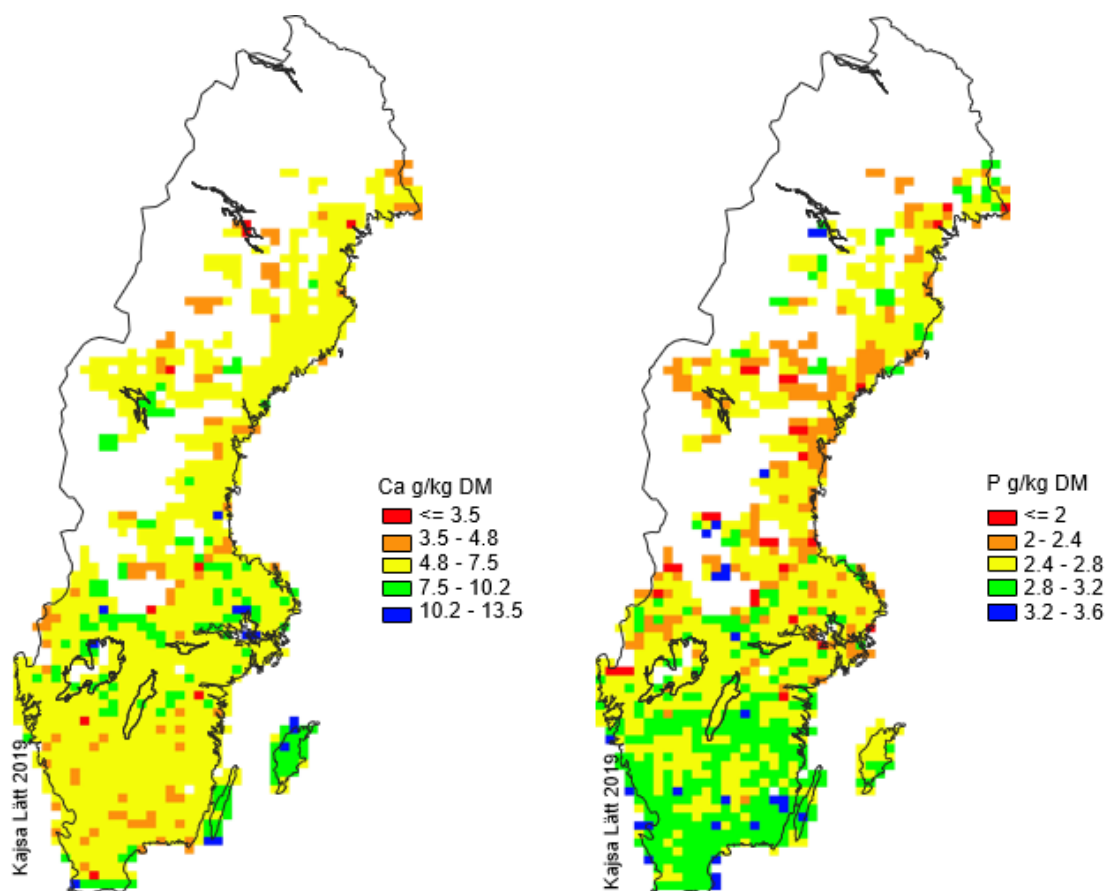 Ca g/kg DM
<= 3.5
3.5 - 4.8
4.8 - 7.5
7.5 - 10.2
10.2 - 13.5
Kajsa Lätt 2019
P g/kg DM
<= 2
2 - 2.4
2.4 - 2.8
2.8 - 3.2
3.2 - 3.6
Kajsa Lätt 2019